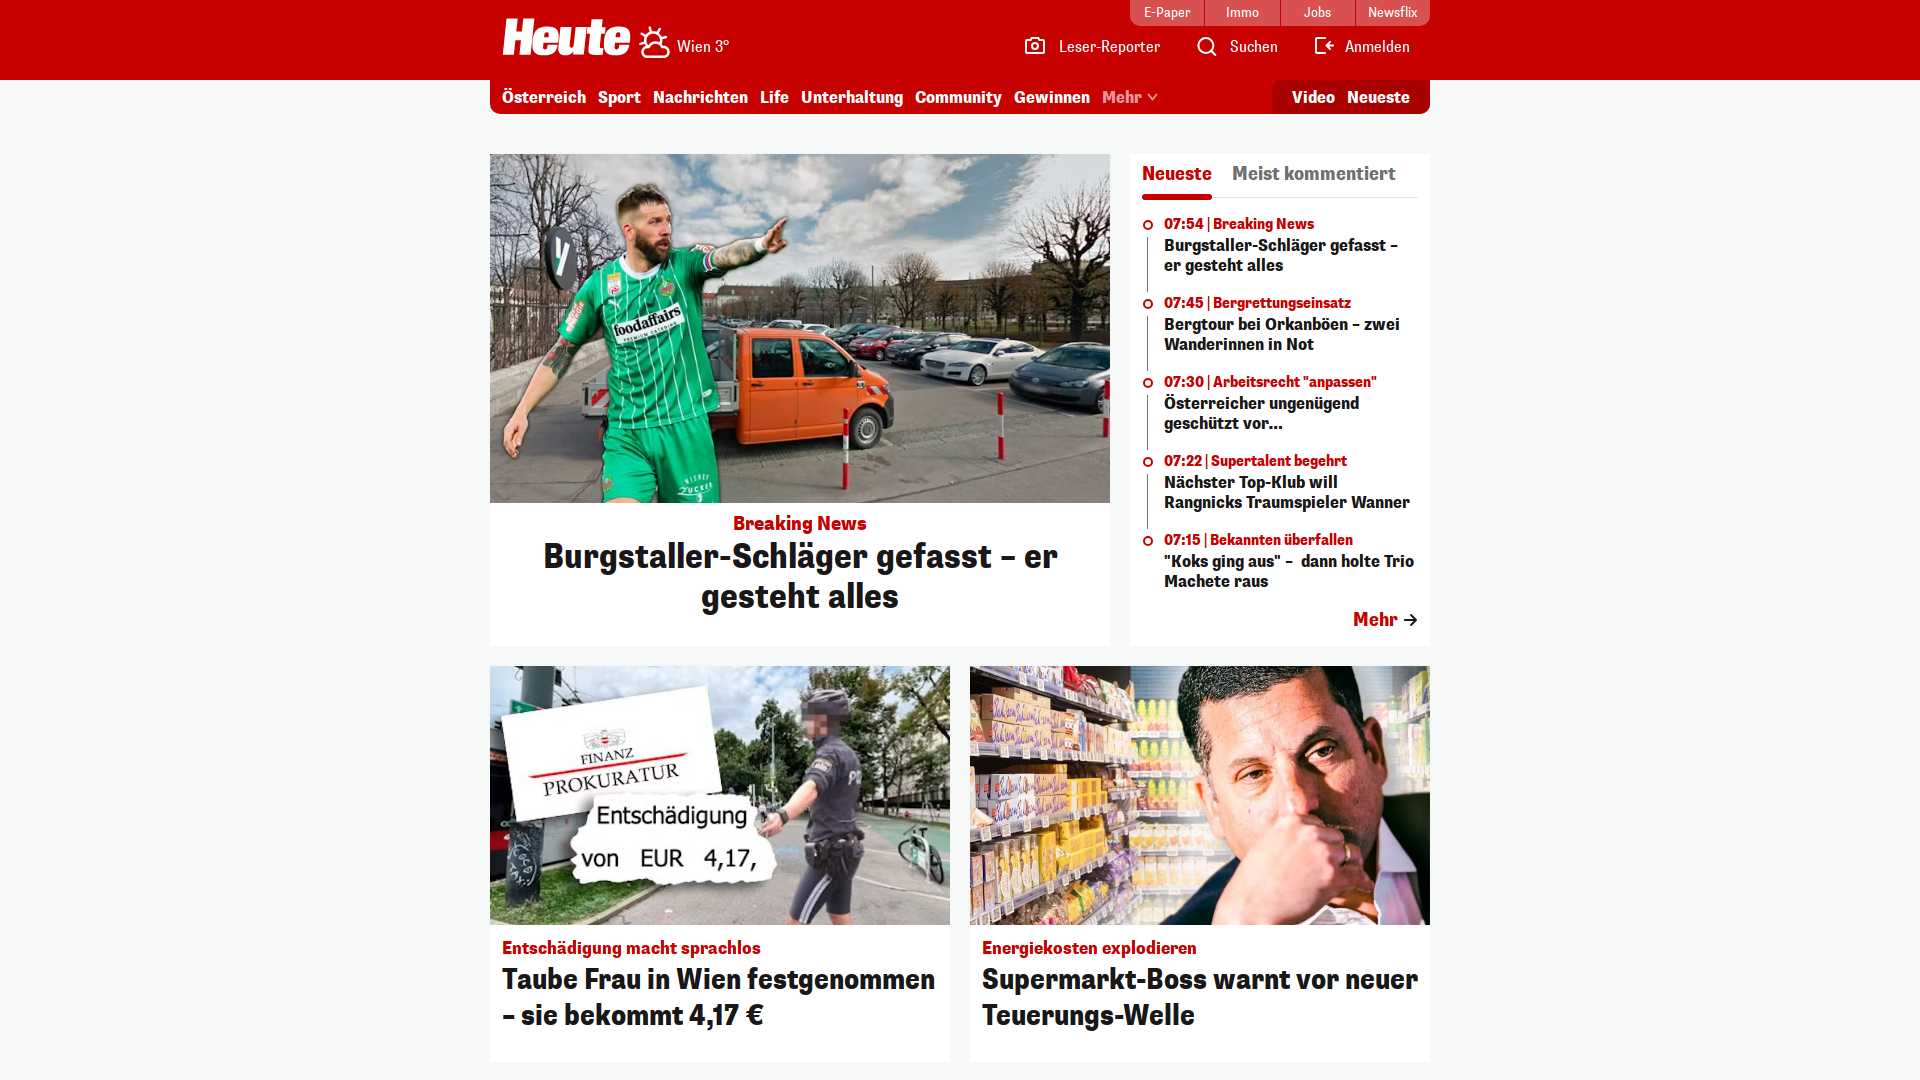 E-Paper
Immo
Jobs
Newsflix
Heute
Wien 3°
Leser-Reporter
Suchen
Anmelden
Österreich
Sport
Nachrichten
Life
Unterhaltung
Community
Gewinnen
Mehr
Video
Neueste
foodaffairs
WIENER
ZUCKER
Breaking News
Burgstaller-Schläger gefasst – er
gesteht alles
Neueste
Meist kommentiert
07:54 | Breaking News
Burgstaller-Schläger gefasst –
er gesteht alles
07:45 | Bergrettungseinsatz
Bergtour bei Orkanböen – zwei
Wanderinnen in Not
07:30 | Arbeitsrecht "anpassen"
Österreicher ungenügend
geschützt vor...
07:22 | Supertalent begehrt
Nächster Top-Klub will
Rangnicks Traumspieler Wanner
07:15 | Bekannten überfallen
"Koks ging aus" – dann holte Trio
Machete raus
Mehr
FINANZ
PROKURATUR
Entschädigung
von EUR 4,17,
Entschädigung macht sprachlos
Taube Frau in Wien festgenommen
– sie bekommt 4,17 €
Energiekosten explodieren
Supermarkt-Boss warnt vor neuer
Teuerungs-Welle